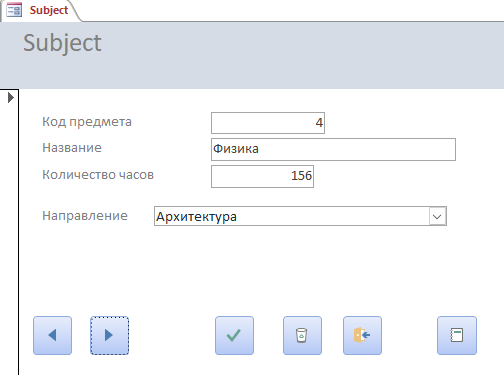 Subject
Subject
Код предмета 4
Название Физика
Количество часов 156
Направление Архитектура